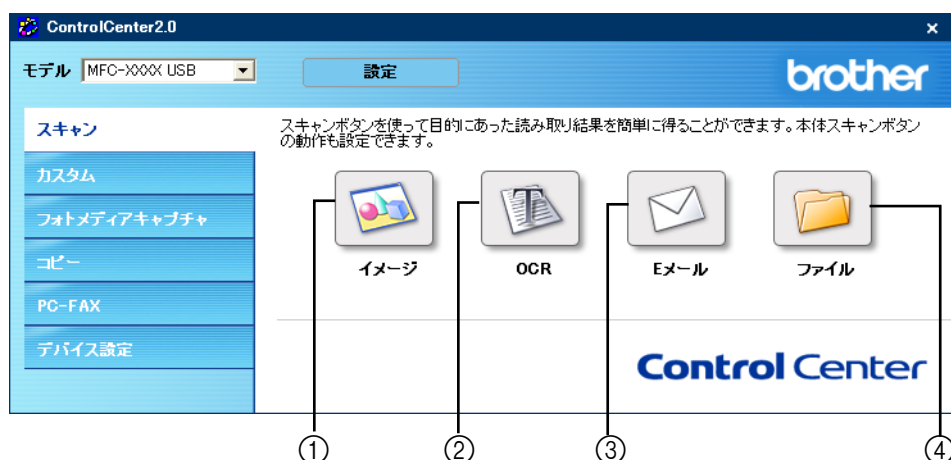 ControlCenter2.0
モデル MFC-XXXX USB
設定
brother
スキャン
カスタム
フォトメディアキャプチャ
コピー
PC-FAX
デバイス設定
スキャンボタンを使って目的にあった読み取り結果を簡単に得ることができます。本体スキャンボタン
の動作も設定できます。
イメージ
OCR
Eメール
ファイル
Control Center
①
②
③
④